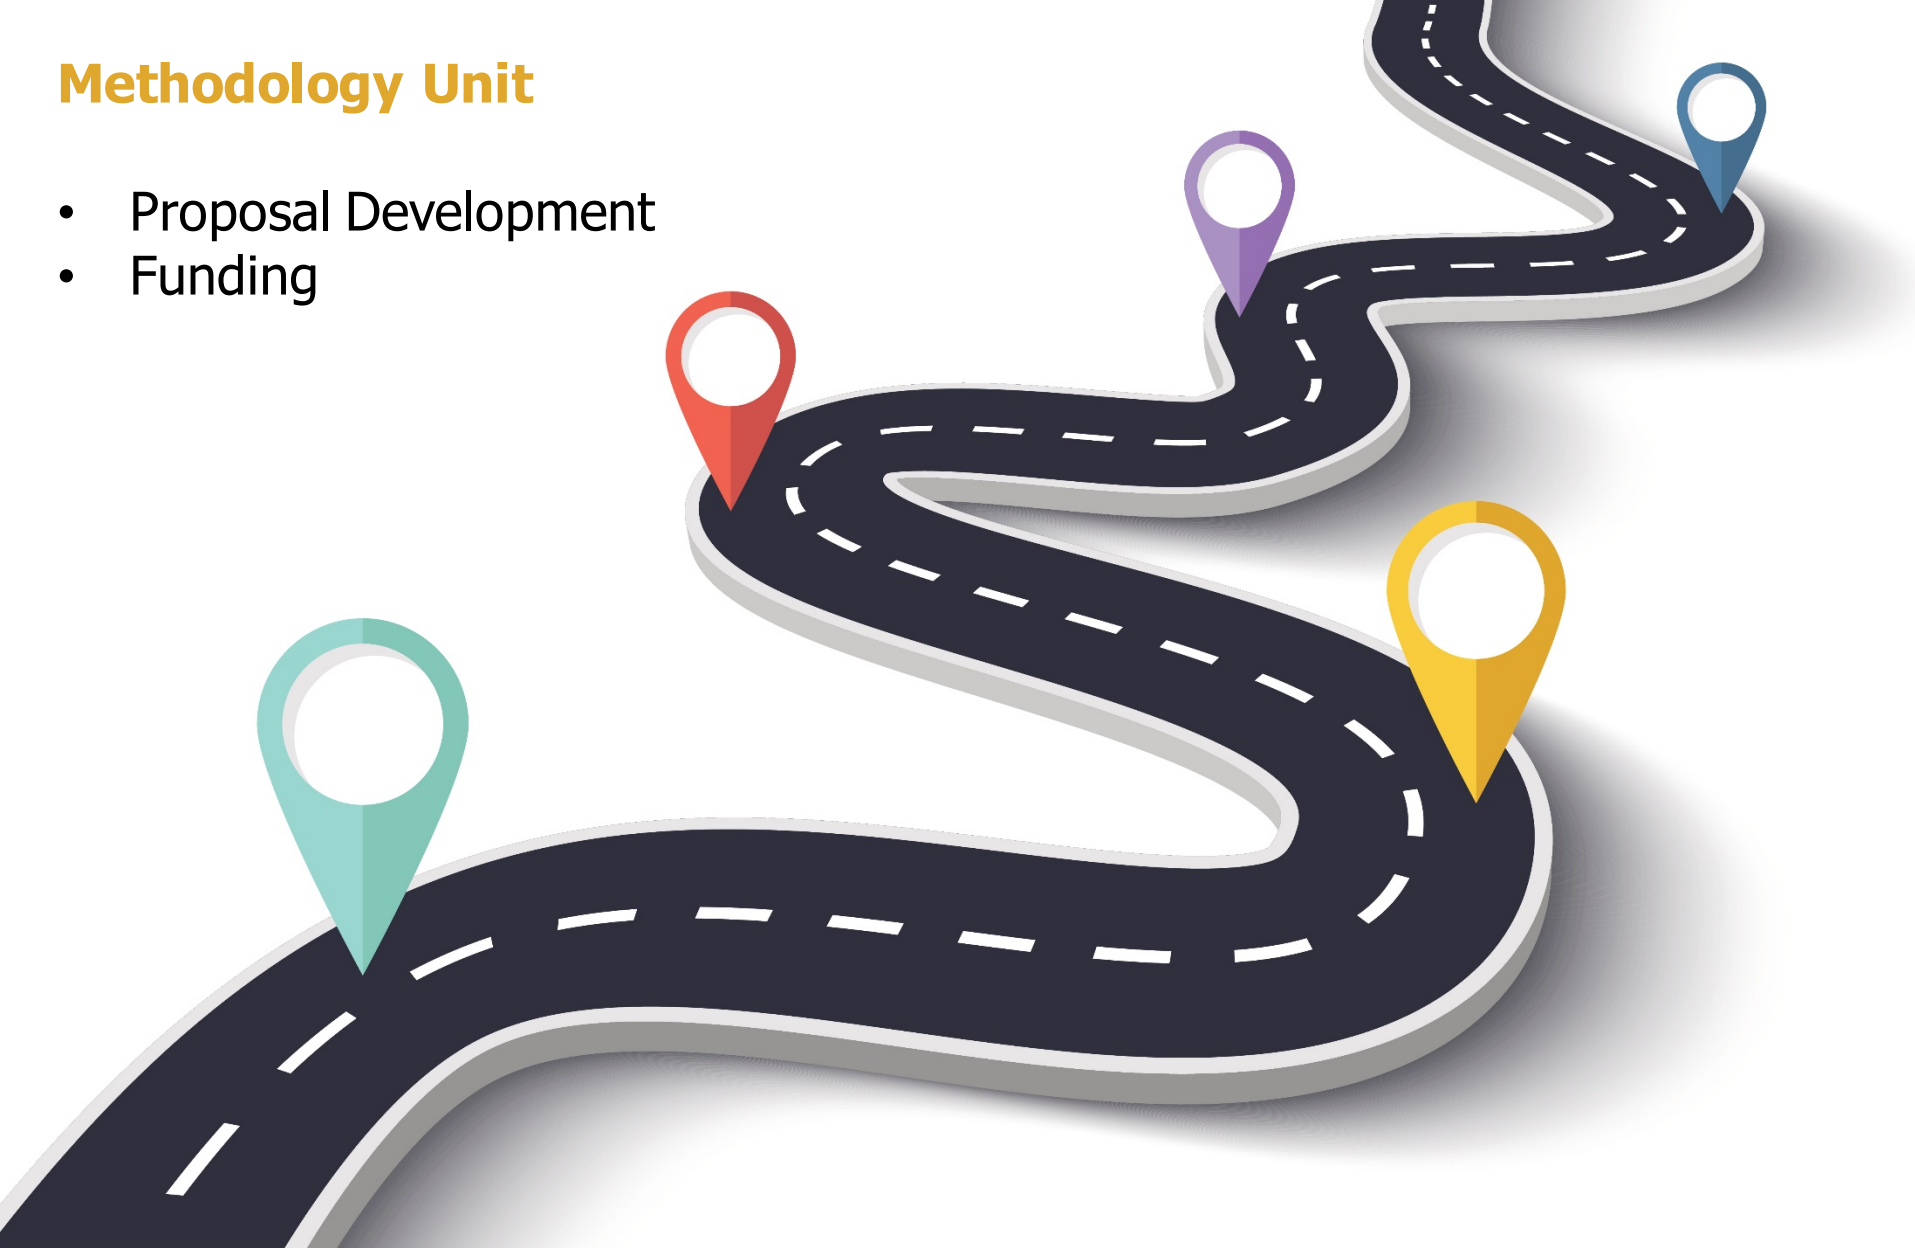 Methodology Unit
• Proposal Development
• Funding